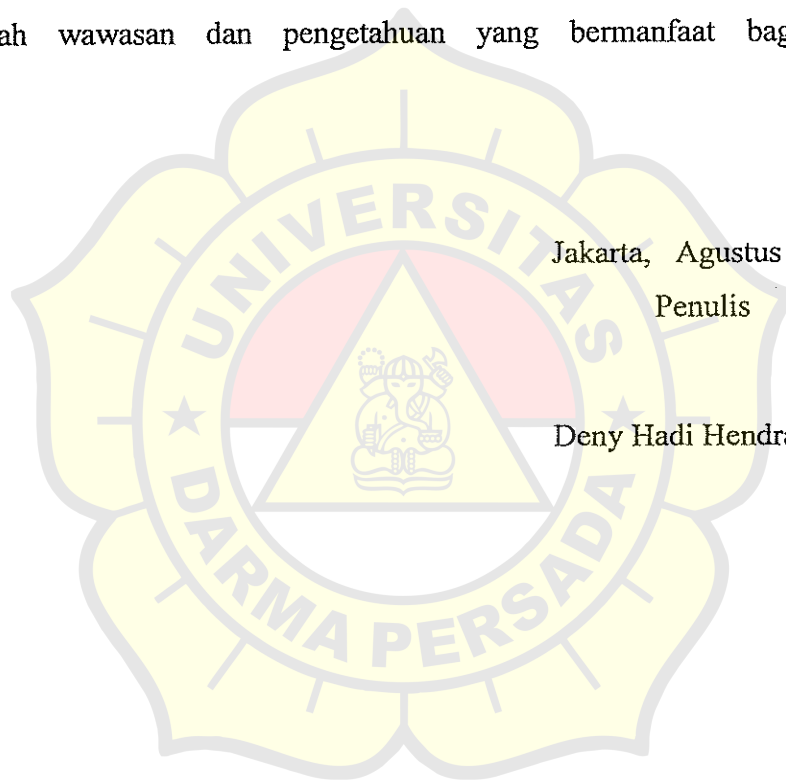 ah wawasan dan pengetahuan yang bermanfaat bag
Jakarta, Agustus
Penulis
Deny Hadi Hendra
UNIVERSITAS
DARMA PERSADA